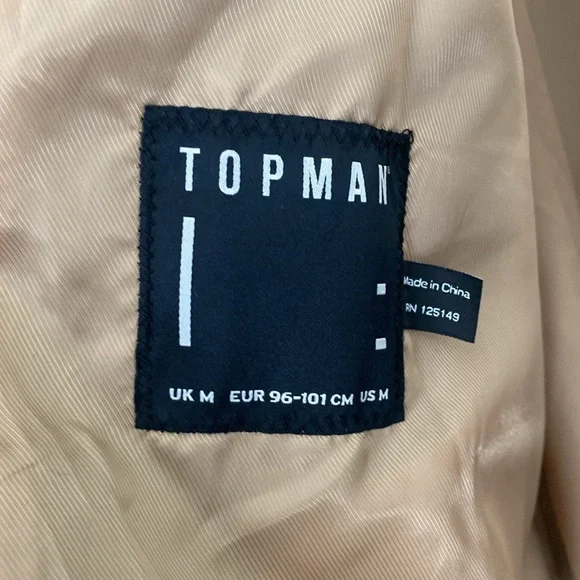 TOPMAN
Made in China
RN 125149
UK M EUR 96-101 CM US M